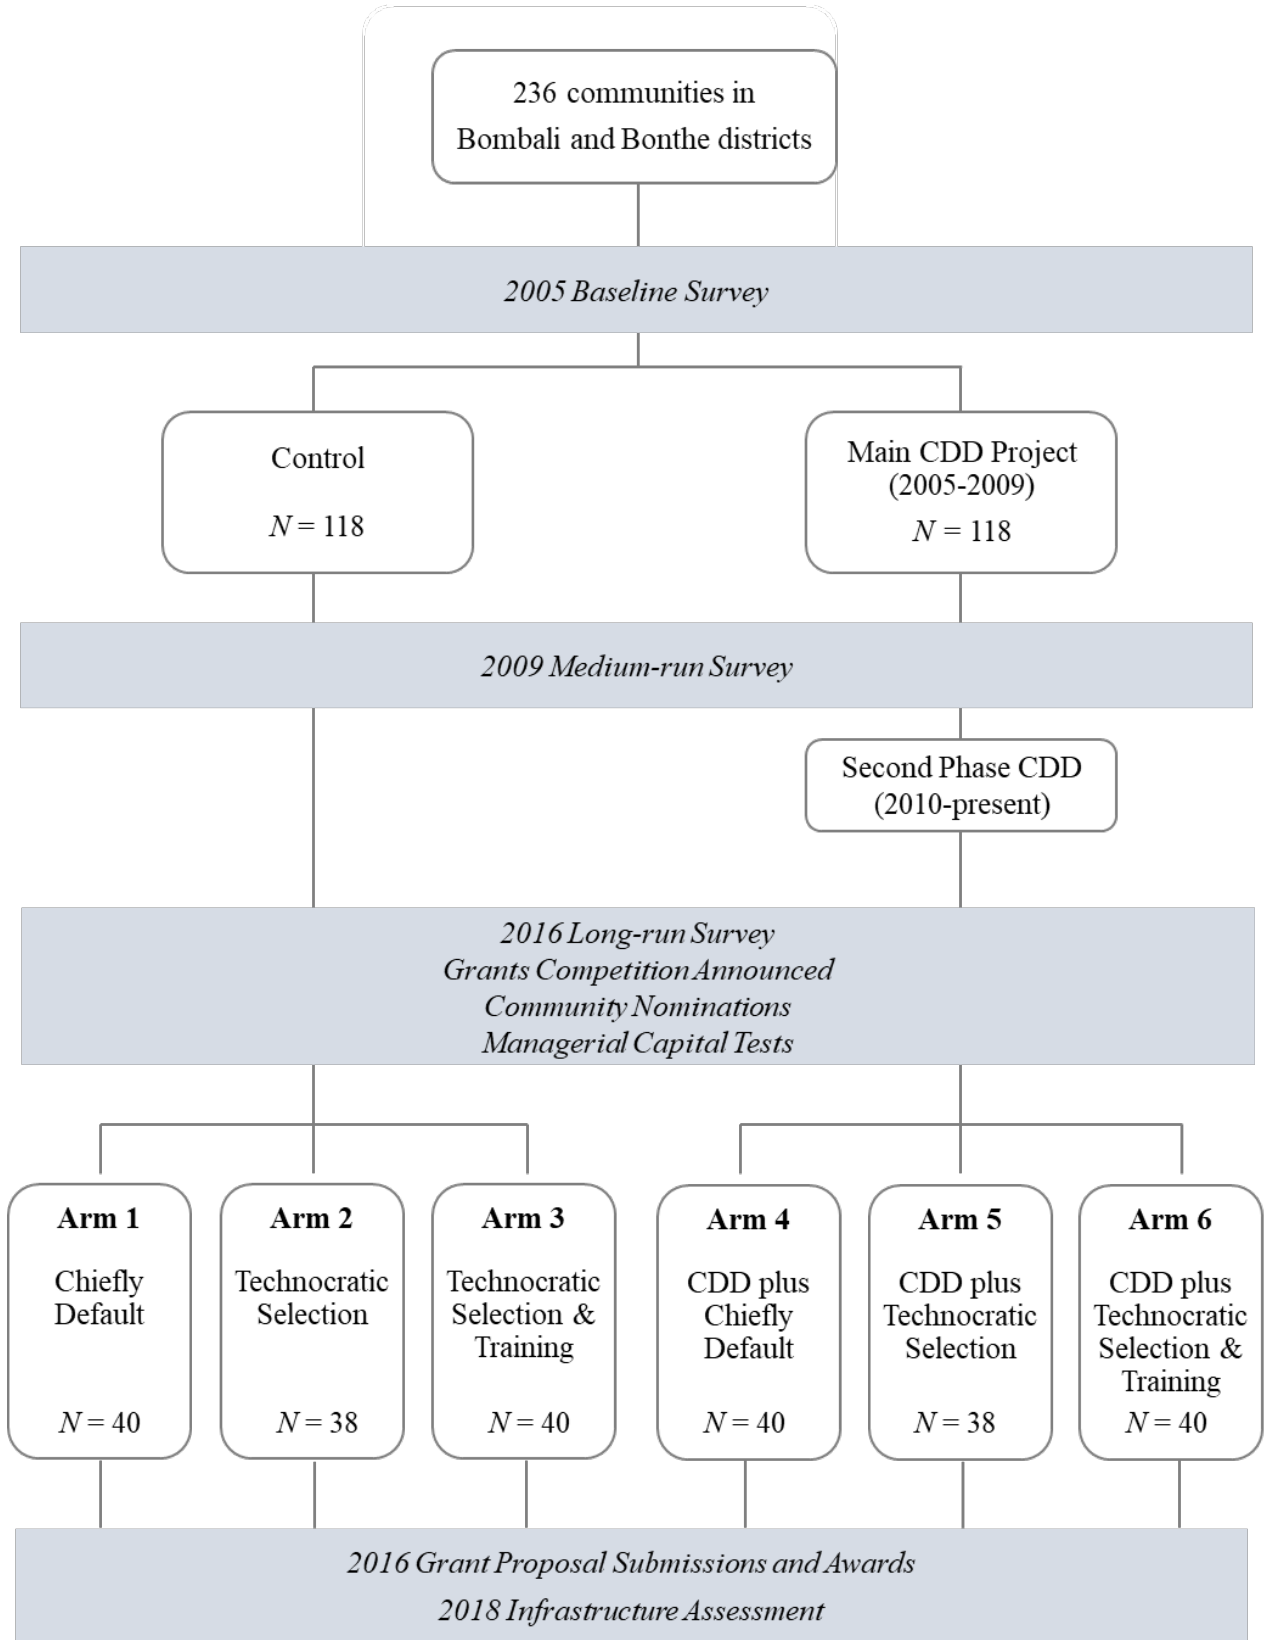 236 communities in
Bombali and Bonthe districts
2005 Baseline Survey
Control
N = 118
Main CDD Project
(2005-2009)
N = 118
2009 Medium-run Survey
Second Phase CDD
(2010-present)
2016 Long-run Survey
Grants Competition Announced
Community Nominations
Managerial Capital Tests
Arm 1
Chiefly
Default
N = 40
Arm 2
Technocratic
Selection
N = 38
Arm 3
Technocratic
Selection &
Training
N = 40
Arm 4
CDD plus
Chiefly
Default
N = 40
Arm 5
CDD plus
Technocratic
Selection
N = 38
Arm 6
CDD plus
Technocratic
Selection &
Training
N = 40
2016 Grant Proposal Submissions and Awards
2018 Infrastructure Assessment